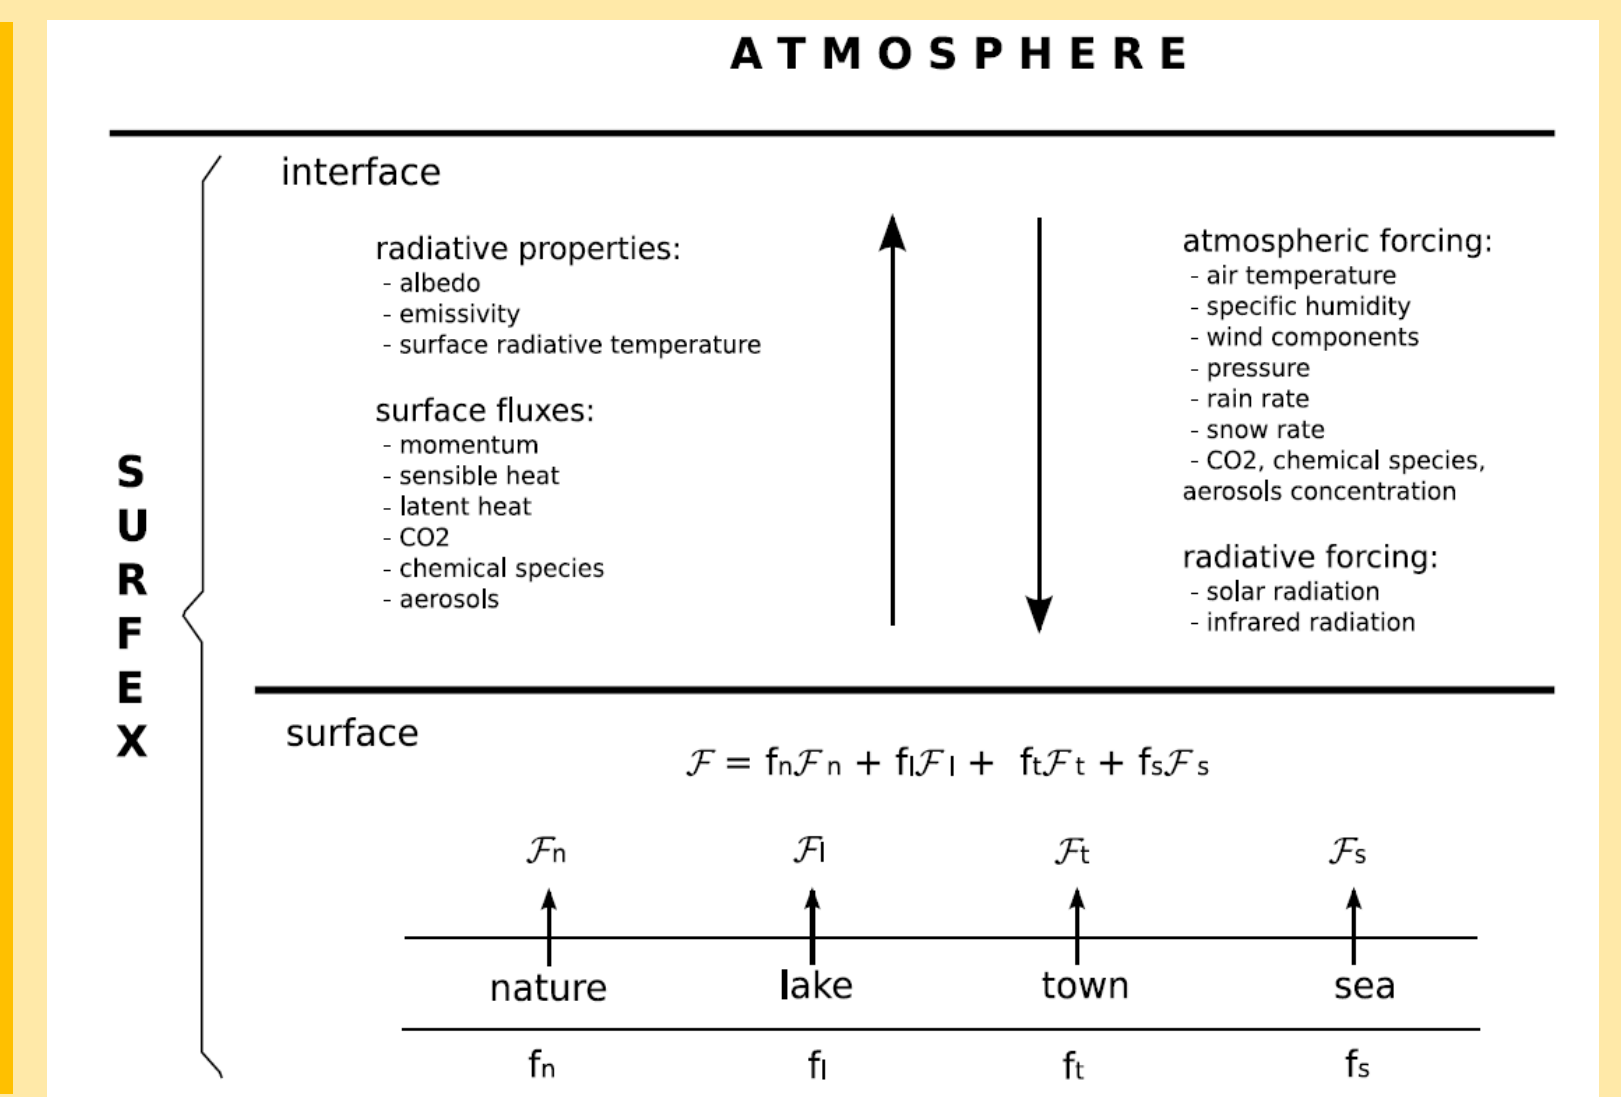 ATMOSPHERE
interface
radiative properties:
- albedo
- emissivity
- surface radiative temperature
surface fluxes:
- momentum
- sensible heat
- latent heat
- CO2
- chemical species
- aerosols
atmospheric forcing:
- air temperature
- specific humidity
- wind components
- pressure
- rain rate
- snow rate
- CO2, chemical species,
aerosols concentration
radiative forcing:
- solar radiation
- infrared radiation
SURFEX
surface
ℱ = fnℱn + flℱl + ftℱt + fsℱs
ℱn ℱl ℱt ℱs
nature lake town sea
fn fl ft fs